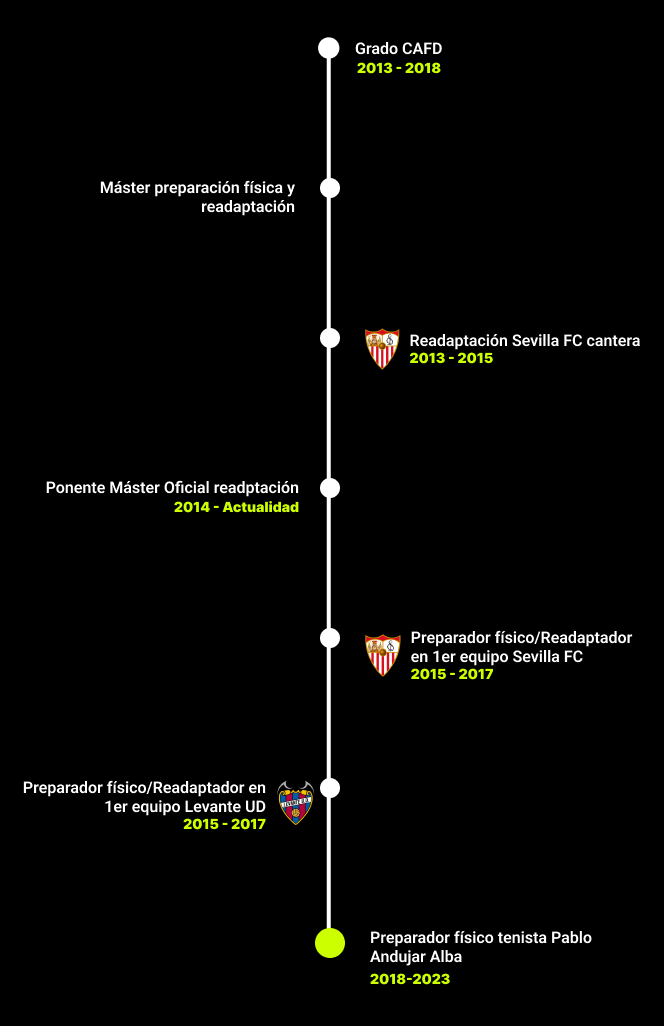 Grado CAFD
2013 - 2018
Máster preparación física y
readaptación
Readaptación Sevilla FC cantera
2013 - 2015
Ponente Máster Oficial readptación
2014 - Actualidad
Preparador físico/Readaptador
en 1er equipo Sevilla FC
2015 - 2017
Preparador físico/Readaptador en
1er equipo Levante UD
2015 - 2017
LEVANTE U.D.
Preparador físico tenista Pablo
Andujar Alba
2018-2023